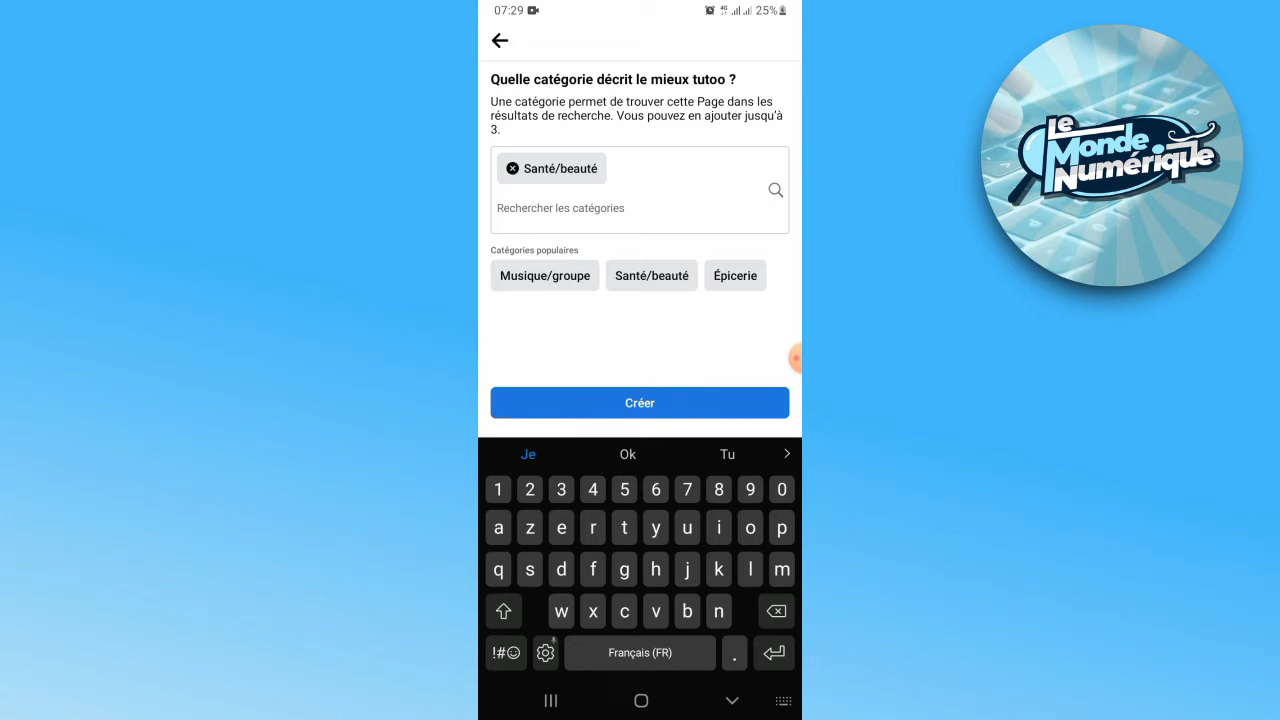 07:29
4G
25%
Quelle catégorie décrit le mieux tutoo ?
Une catégorie permet de trouver cette Page dans les
résultats de recherche. Vous pouvez en ajouter jusqu'à
3.
Santé/beauté
Rechercher les catégories
Catégories populaires
Musique/groupe Santé/beauté Épicerie
Créer
Je Ok Tu
1 2 3 4 5 6 7 8 9 0
a z e r t y u i o p
q s d f g h j k l m
w x c v b n
!#☺ Français (FR) .
Le
Monde
Numérique